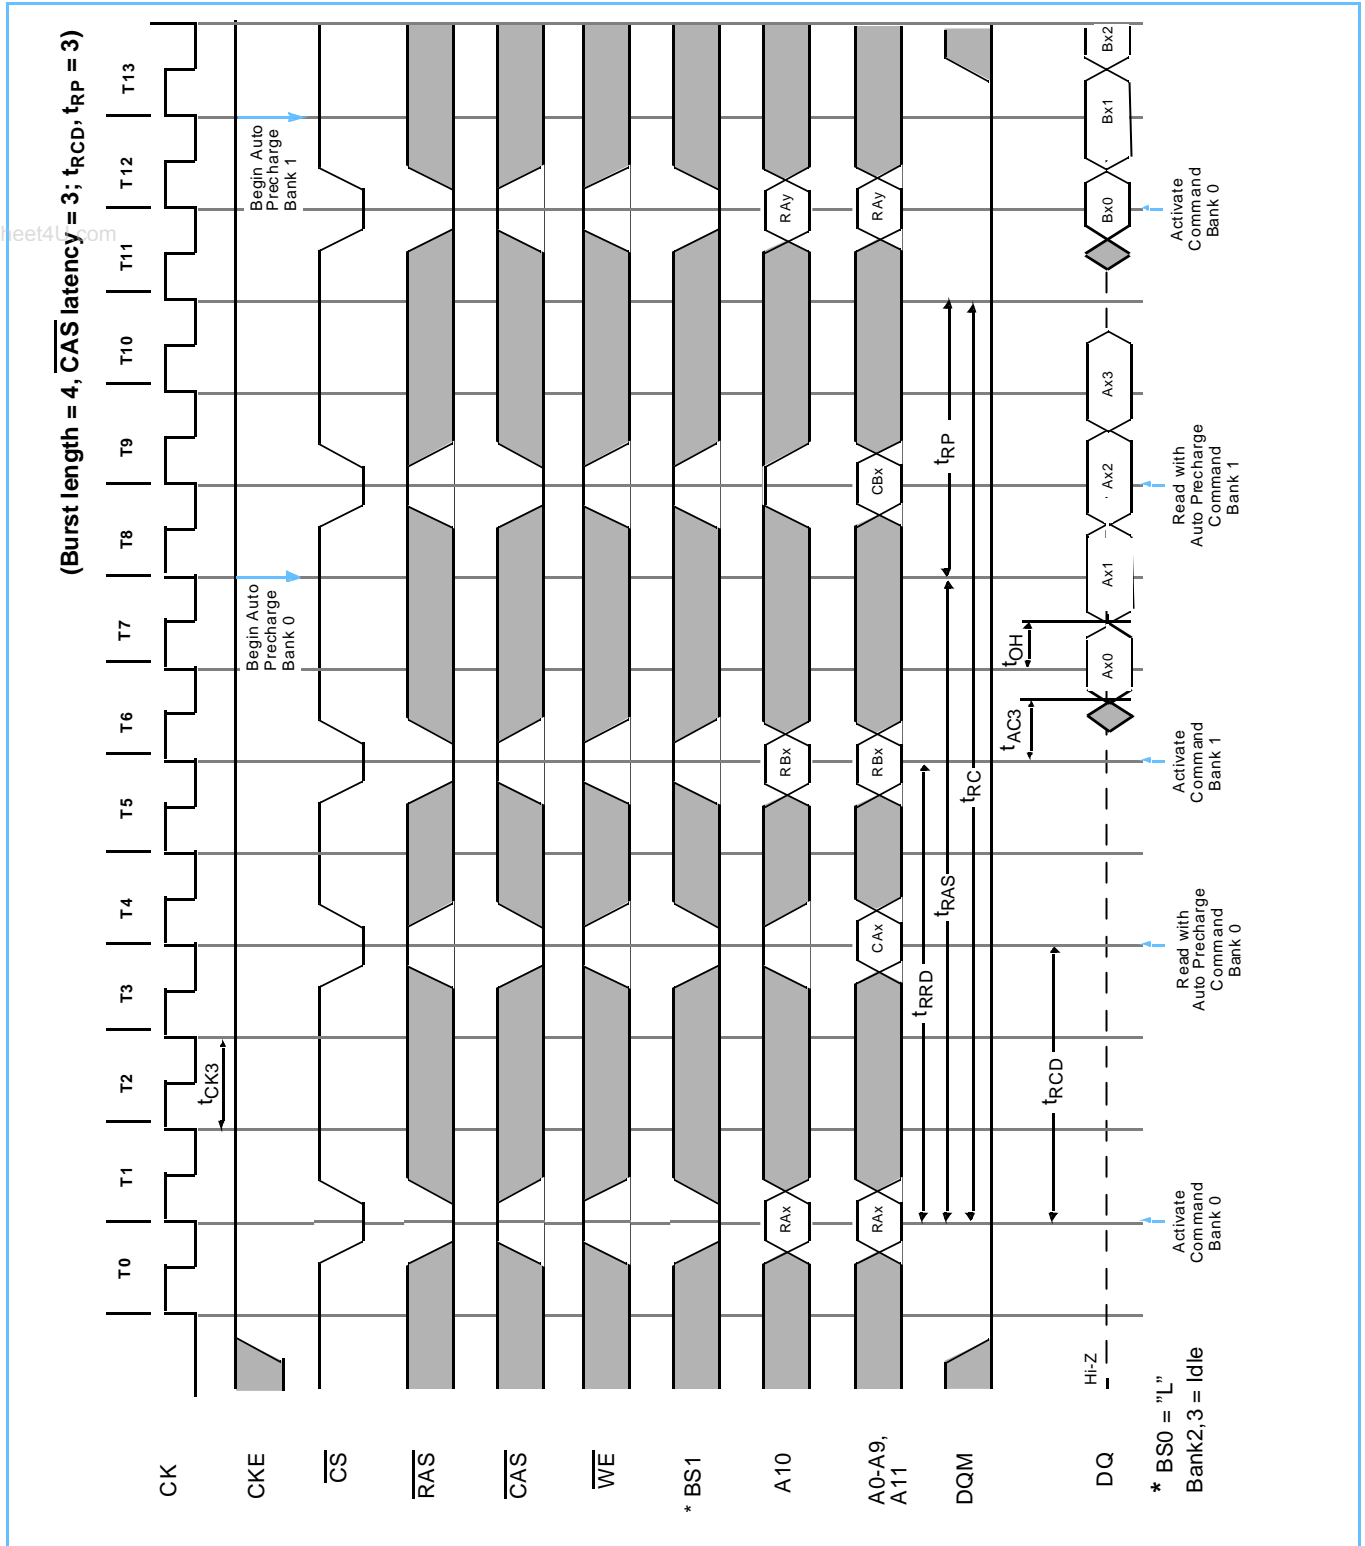 (Burst length = 4, CAS latency = 3; tRCD, tRP = 3)
T0 T1 T2 T3 T4 T5 T6 T7 T8 T9 T10 T11 T12 T13
CK
tCK3
CKE
Begin Auto
Precharge
Bank 0
Begin Auto
Precharge
Bank 1
CS
RAS
CAS
WE
* BS1
A10
RAx RBx RAy
A0-A9,
A11
RAx CAx RBx CBx RAy
tRRD
tRAS
tRP
tRC
DQM
tRCD
tAC3
tOH
DQ
Hi-Z
Ax0 Ax1 Ax2 Ax3 Bx0 Bx1 Bx2
Activate
Command
Bank 0
Read with
Auto Precharge
Command
Bank 0
Activate
Command
Bank 1
Read with
Auto Precharge
Command
Bank 1
Activate
Command
Bank 0
* BS0 = ”L”
Bank2,3 = Idle
heet4U.com